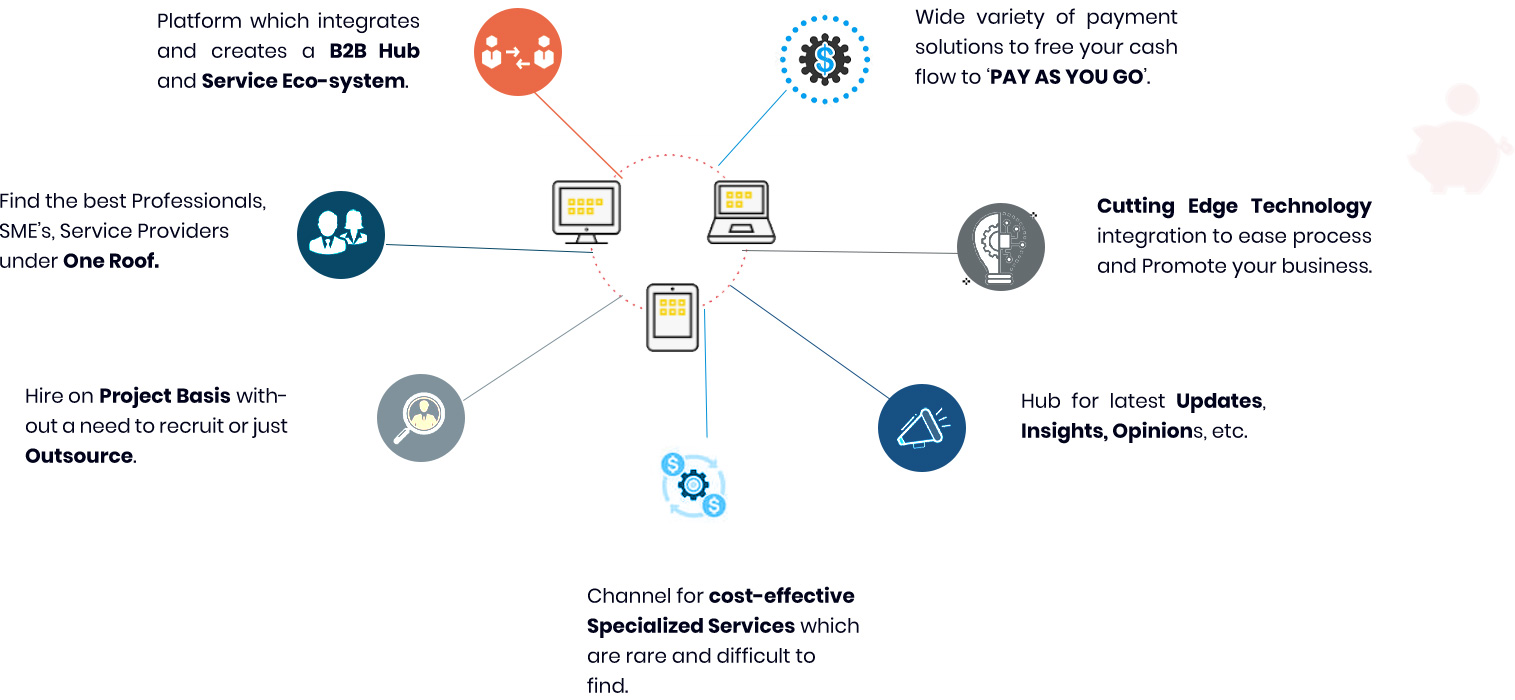 Platform which integrates
and creates a B2B Hub
and Service Eco-system.
Wide variety of payment
solutions to free your cash
flow to ‘PAY AS YOU GO’.
Find the best Professionals,
SME's, Service Providers
under One Roof.
Cutting Edge Technology
integration to ease process
and Promote your business.
Hire on Project Basis with-
out a need to recruit or just
Outsource.
Hub for latest Updates,
Insights, Opinions, etc.
Channel for cost-effective
Specialized Services which
are rare and difficult to
find.